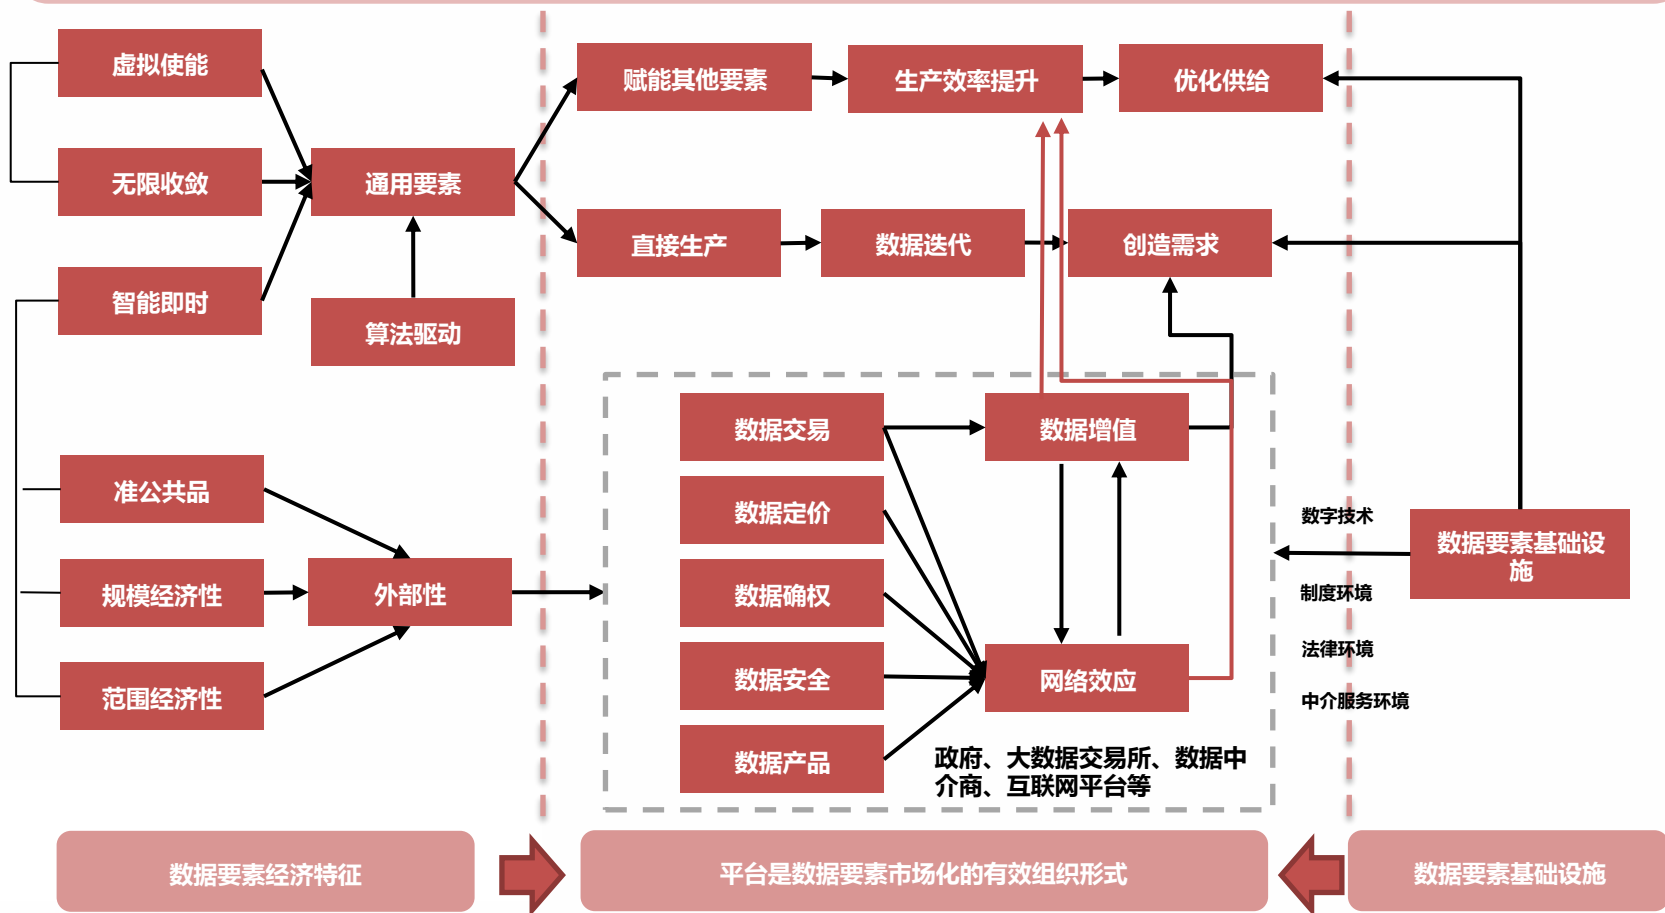 虚拟使能
无限收敛
智能即时
通用要素
算法驱动
准公共品
规模经济性
范围经济性
外部性
赋能其他要素
生产效率提升
优化供给
直接生产
数据迭代
创造需求
数据交易
数据定价
数据确权
数据安全
数据产品
数据增值
网络效应
政府、大数据交易所、数据中
介商、互联网平台等
数字技术
制度环境
法律环境
中介服务环境
数据要素基础设
施
数据要素经济特征
平台是数据要素市场化的有效组织形式
数据要素基础设施